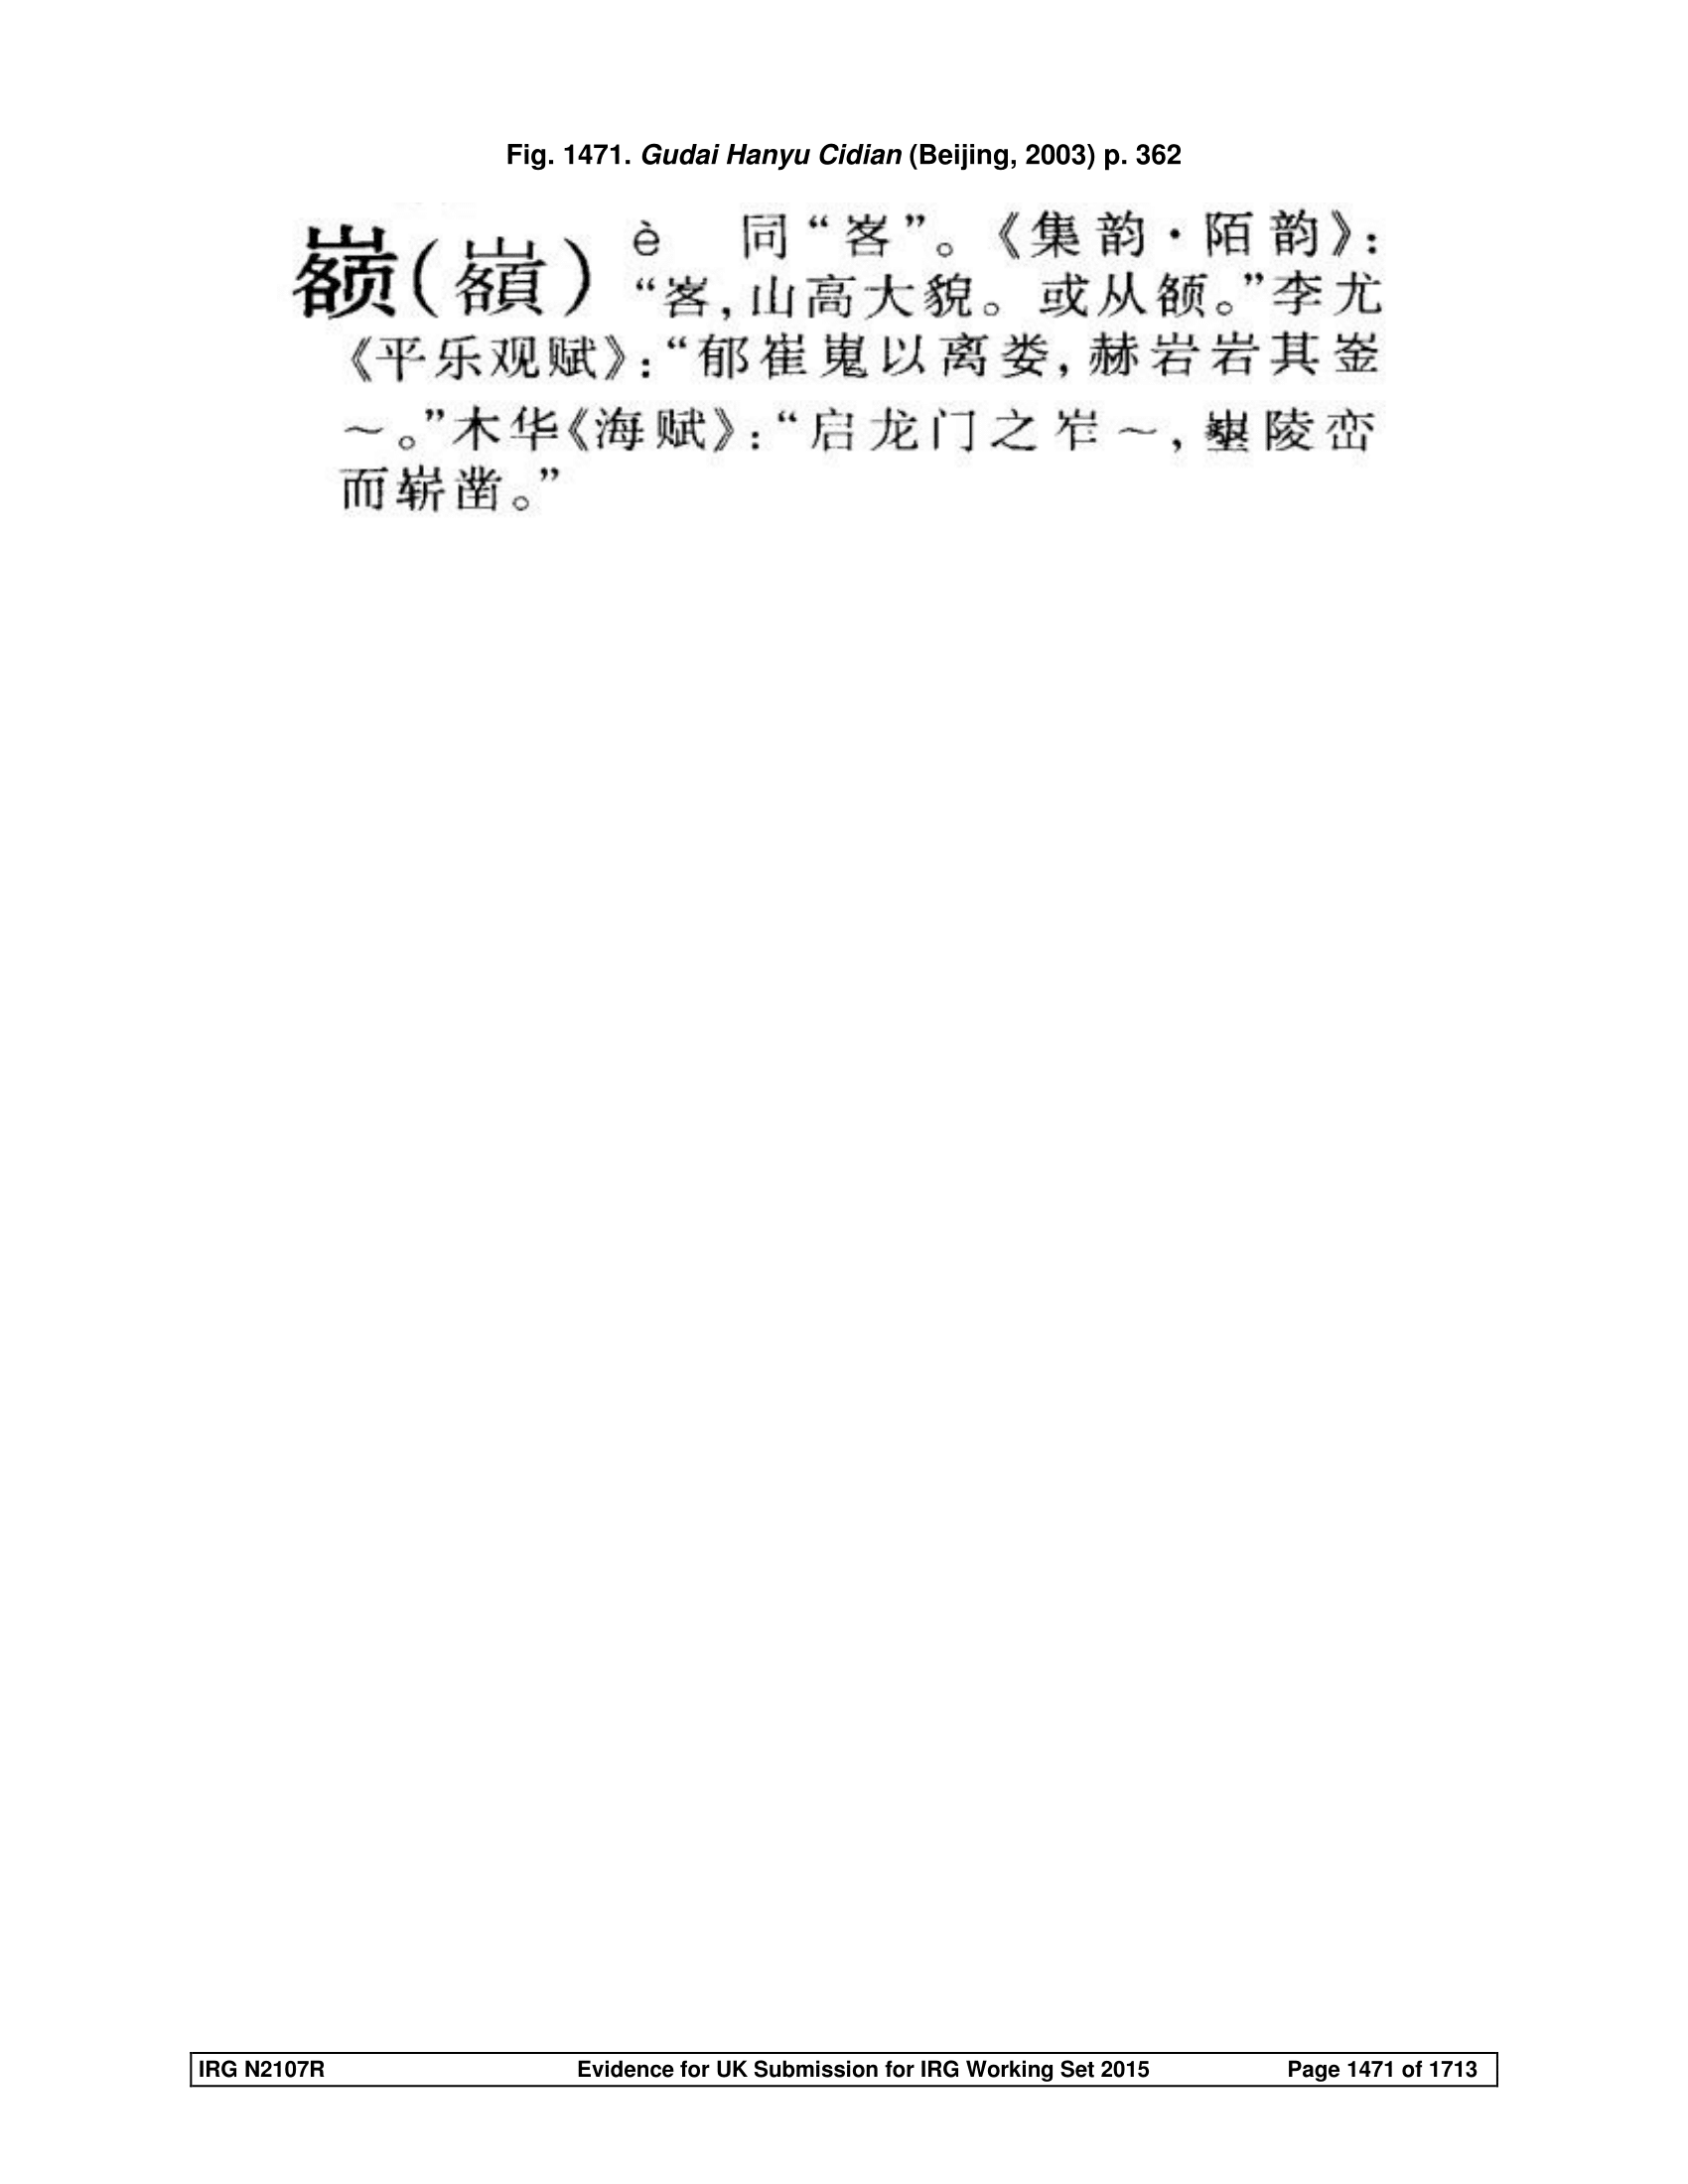 Fig. 1471. Gudai Hanyu Cidian (Beijing, 2003) p. 362
( ) è 同“峉”。《集韵·陌韵》:
“峉,山高大貌。或从。”李尤
《平乐观赋》:“郁崔嵬以离娄,赫岩岩其崟
~。”木华《海赋》:“启龙门之岝~,陵峦
而崭凿。”
IRG N2107R Evidence for UK Submission for IRG Working Set 2015 Page 1471 of 1713